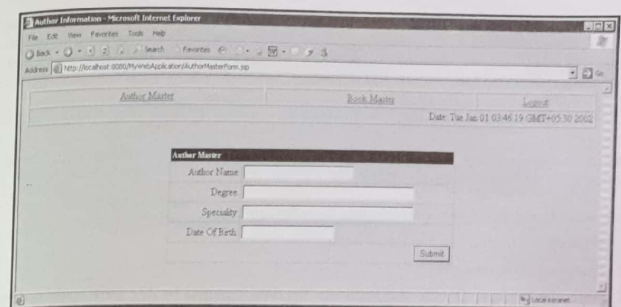 Author Information - Microsoft Internet Explorer
File Edit View Favorites Tools Help
Back Search Favorites
Address http://localhost:8080/MyWebApplication/AuthorMasterForm.jsp Go
Author Master Book Master Logout
Date: Tue Jan 01 03:46:19 GMT+05:30 2002
Author Master
Author Name
Degree
Speciality
Date Of Birth
Submit
Local intranet